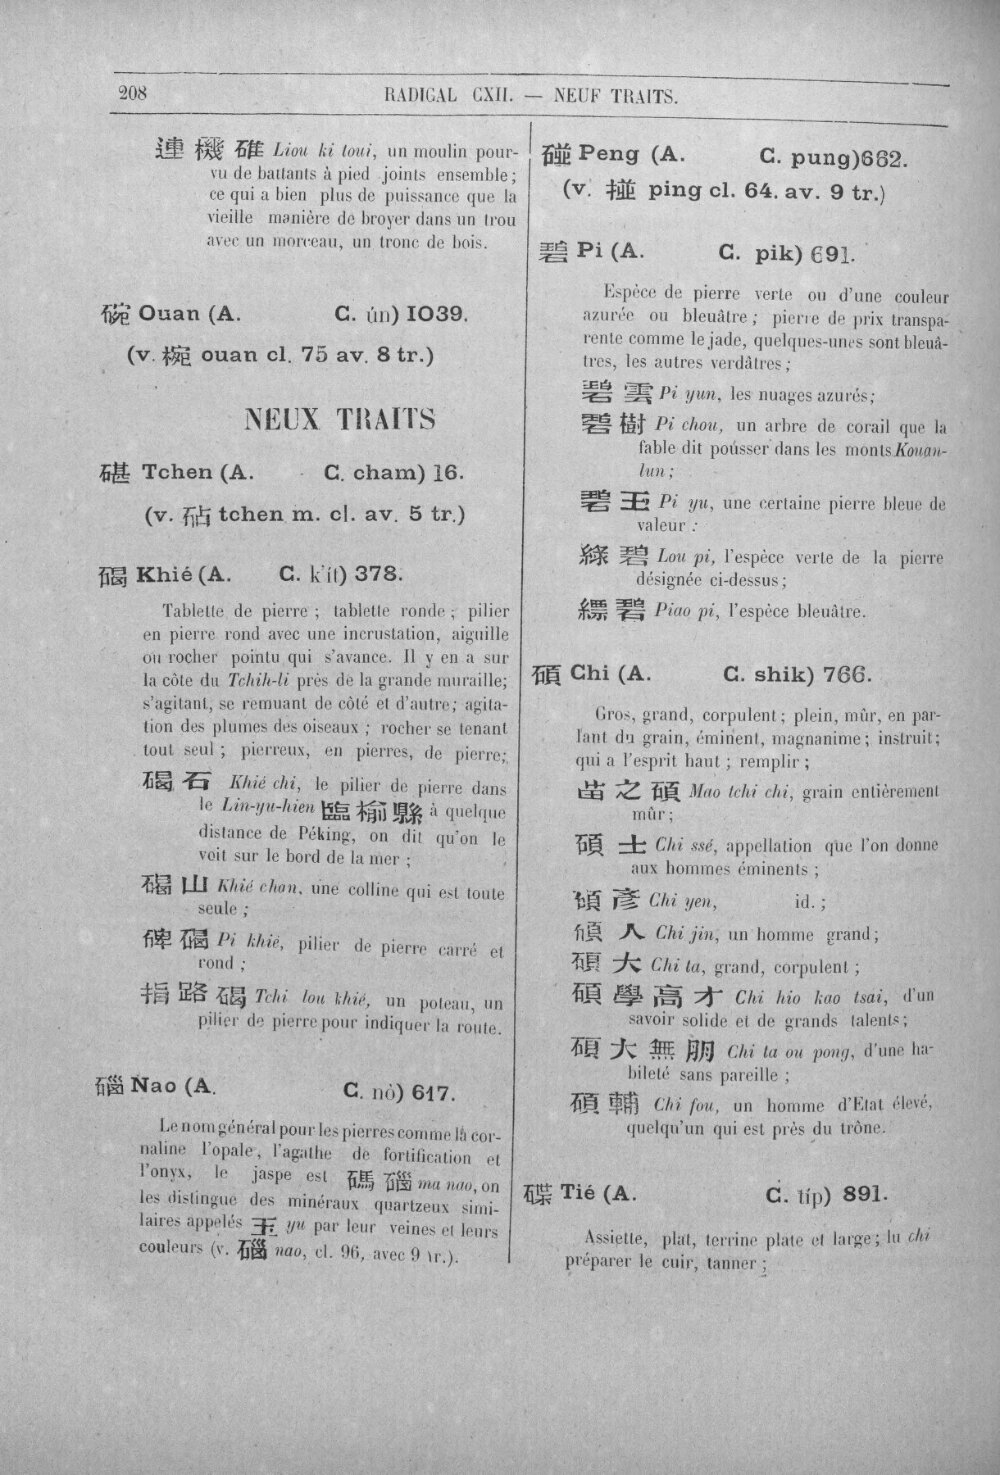 208
RADICAL CXII. — NEUF TRAITS.
連機碓 Liou ki toui, un moulin pour-
vu de battants à pied joints ensemble;
ce qui a bien plus de puissance que la
vieille manière de broyer dans un trou
avec un morceau, un tronc de bois.
碗 Ouan (A. C. ún) IO39.
(v. 椀 ouan cl. 75 av. 8 tr.)
NEUX TRAITS
碪 Tchen (A. C. cham) 16.
(v. 砧 tchen m. cl. av. 5 tr.)
碣 Khié (A. C. k'ít) 378.
Tablette de pierre ; tablette ronde ; pilier
en pierre rond avec une incrustation, aiguille
ou rocher pointu qui s'avance. Il y en a sur
la côte du Tchih-li près de la grande muraille;
s'agitant, se remuant de côté et d'autre; agita-
tion des plumes des oiseaux ; rocher se tenant
tout seul ; pierreux, en pierres, de pierre;
碣石 Khié chi, le pilier de pierre dans
le Lin-yu-hien 臨榆縣 à quelque
distance de Péking, on dit qu'on le
voit sur le bord de la mer ;
碣山 Khié chan, une colline qui est toute
seule ;
碑碣 Pi khié, pilier de pierre carré et
rond ;
指路碣 Tchi lou khié, un poteau, un
pilier de pierre pour indiquer la route.
碯 Nao (A. C. nò) 617.
Le nom général pour les pierres comme la cor-
naline l'opale, l'agathe de fortification et
l'onyx, le jaspe est 碼碯 ma nao, on
les distingue des minéraux quartzeux simi-
laires appelés 玉 yu par leur veines et leurs
couleurs (v. 碯 nao, cl. 96, avec 9 tr.).
碰 Peng (A. C. pung) 662.
(v. 掽 ping cl. 64. av. 9 tr.)
碧 Pi (A. C. pik) 691.
Espèce de pierre verte ou d'une couleur
azurée ou bleuâtre ; pierre de prix transpa-
rente comme le jade, quelques-unes sont bleuâ-
tres, les autres verdâtres ;
碧雲 Pi yun, les nuages azurés;
碧樹 Pi chou, un arbre de corail que la
fable dit pousser dans les monts Kouan-
lun ;
碧玉 Pi yu, une certaine pierre bleue de
valeur :
綠碧 Lou pi, l'espèce verte de la pierre
désignée ci-dessus ;
縹碧 Piao pi, l'espèce bleuâtre.
碩 Chi (A. C. shik) 766.
Gros, grand, corpulent ; plein, mûr, en par-
lant du grain, éminent, magnanime ; instruit ;
qui a l'esprit haut ; remplir ;
苗之碩 Mao tchi chi, grain entièrement
mûr ;
碩士 Chi ssé, appellation que l'on donne
aux hommes éminents ;
碩彥 Chi yen, id. ;
碩人 Chi jin, un homme grand ;
碩大 Chi ta, grand, corpulent ;
碩學高才 Chi hio kao tsai, d'un
savoir solide et de grands talents ;
碩大無朋 Chi ta ou pong, d'une ha-
bileté sans pareille ;
碩輔 Chi fou, un homme d'Etat élevé,
quelqu'un qui est près du trône.
碟 Tié (A. C. típ) 891.
Assiette, plat, terrine plate et large ; lu chi
préparer le cuir, tanner ;